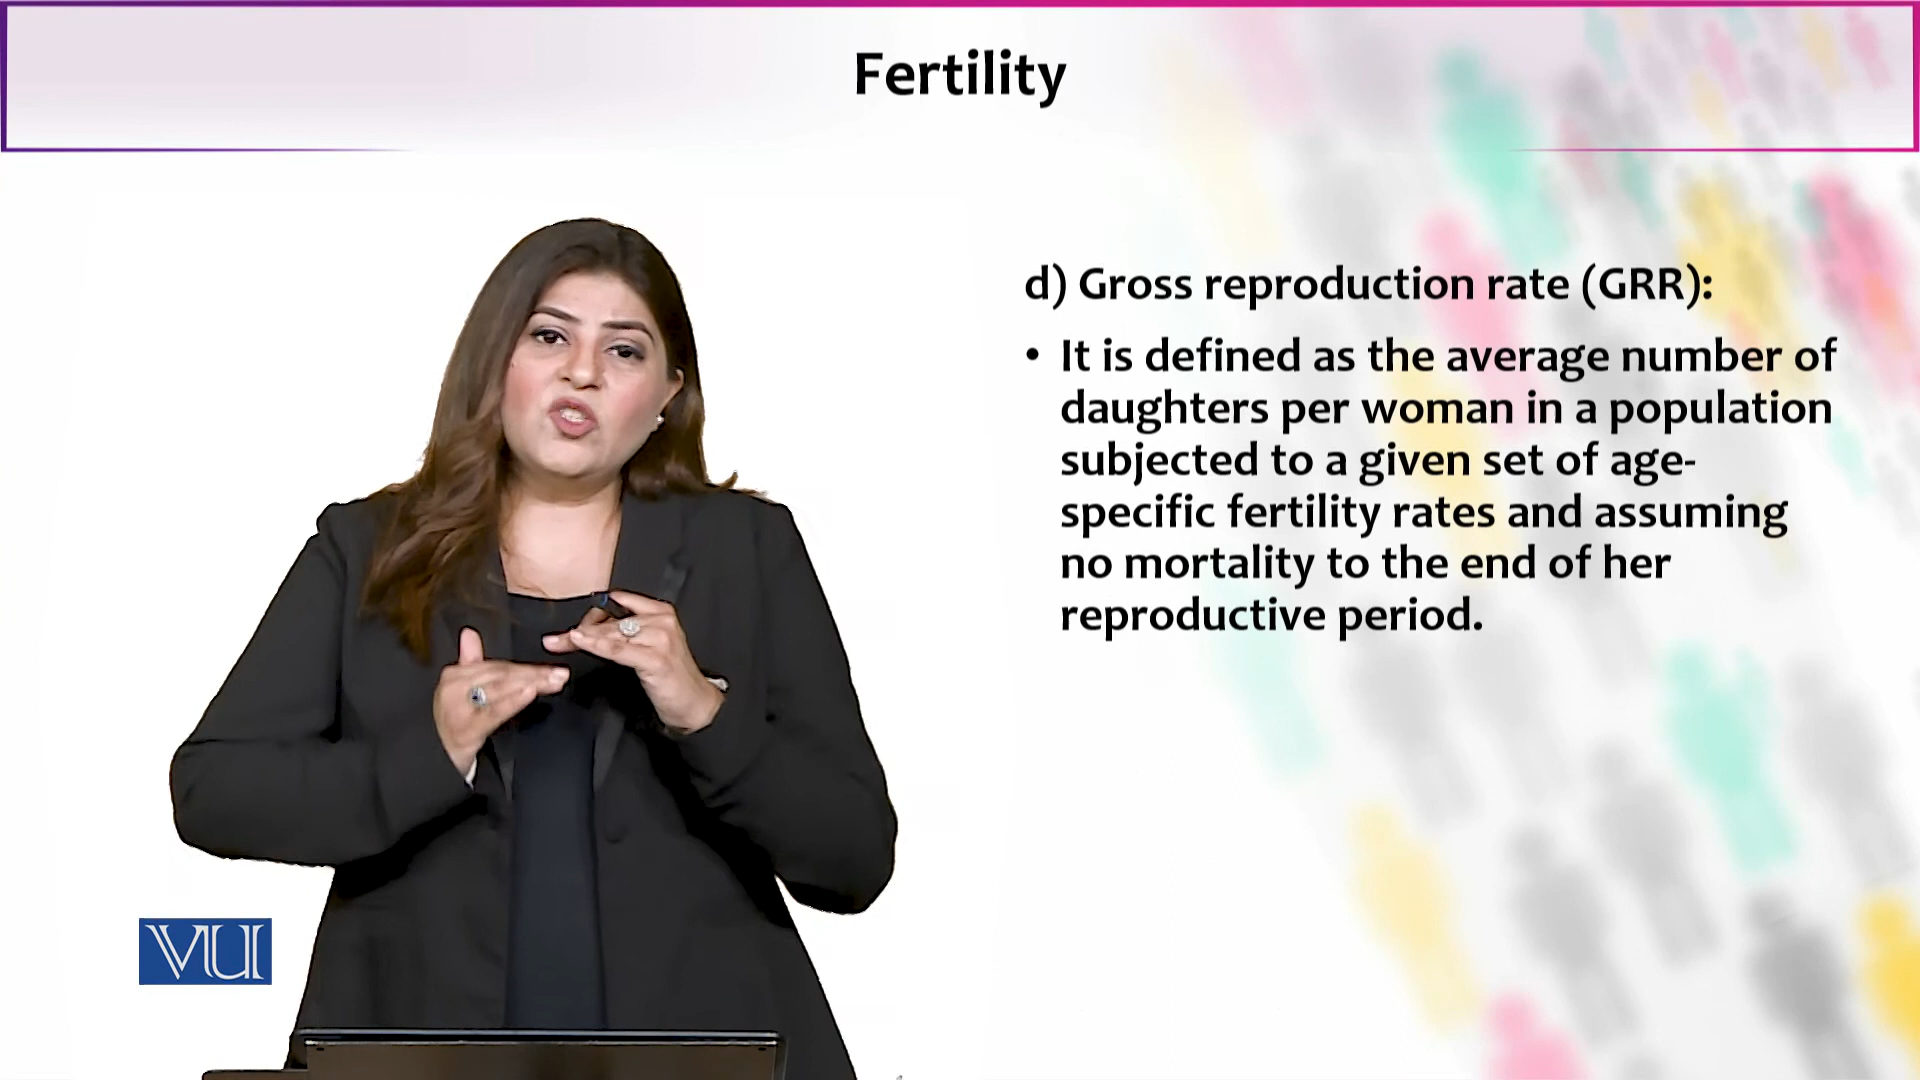 Fertility
d) Gross reproduction rate (GRR):
• It is defined as the average number of
daughters per woman in a population
subjected to a given set of age-
specific fertility rates and assuming
no mortality to the end of her
reproductive period.
VU